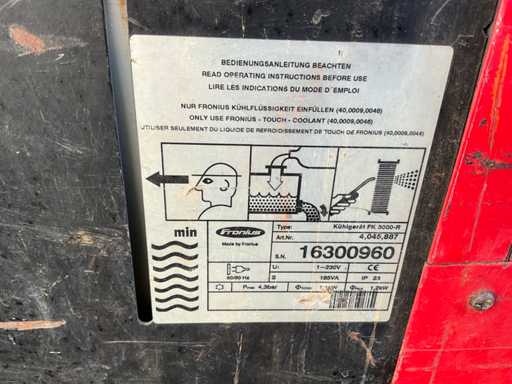 BEDIENUNGSANLEITUNG BEACHTEN
READ OPERATING INSTRUCTIONS BEFORE USE
LIRE LES INDICATIONS DU MODE D´EMPLOI
NUR FRONIUS KÜHLFLÜSSIGKEIT EINFÜLLEN (40,0009,0046)
ONLY USE FRONIUS - TOUCH - COOLANT (40,0009,0046)
UTILISER SEULEMENT DU LIQUIDE DE REFROIDISSEMENT DE TOUCH DE FRONIUS (40,0009,0046)
min
Fronius
Made by Fronius
Type: Kühlgerät FK 3000-R
Art.Nr. 4,045,887
S.N. 16300960
50/60 Hz
U1 1~230V CE
S 185VA IP 23
Pmax 4,3bar 1,2kW